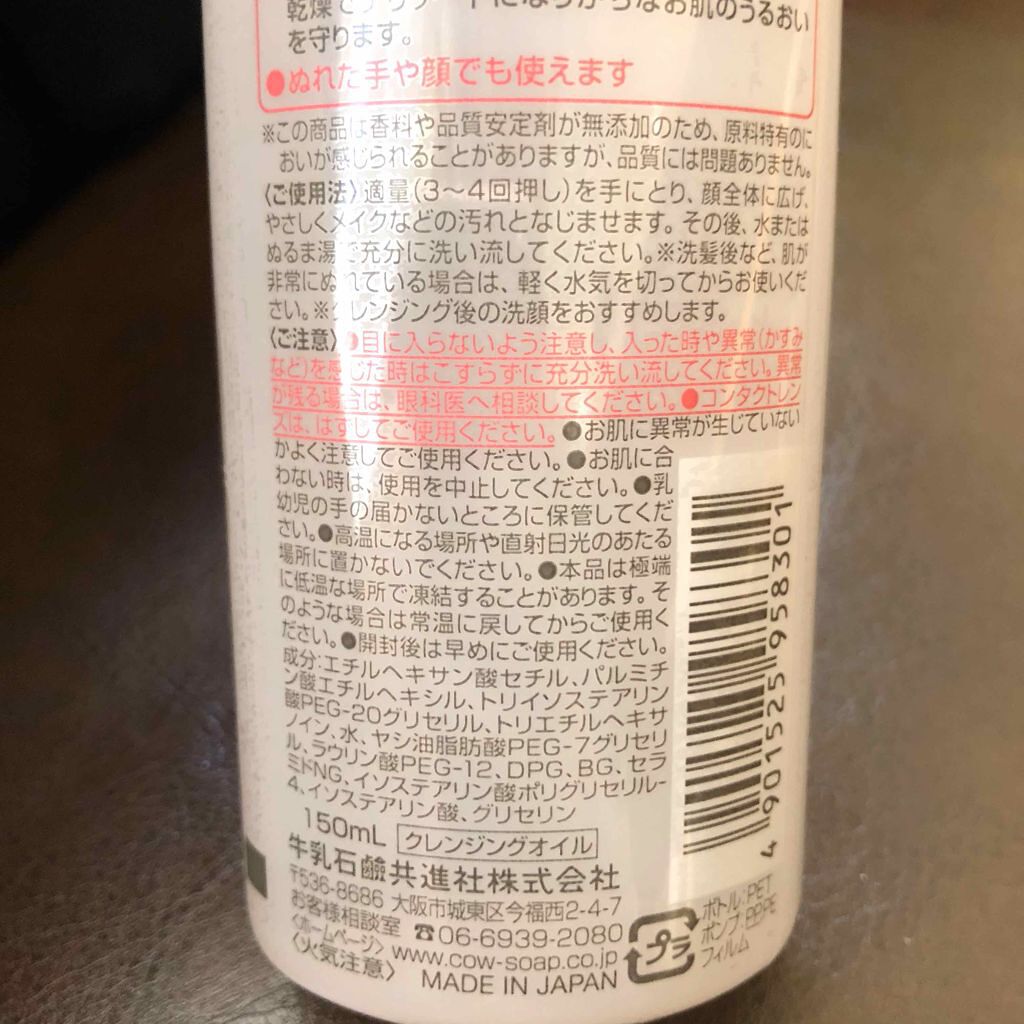 乾燥でデリケートになりがちなお肌のうるおい
を守ります。
●ぬれた手や顔でも使えます
※この商品は香料や品質安定剤が無添加のため、原料特有のに
おいが感じられることがありますが、品質には問題ありません。
〈ご使用法〉適量(3〜4回押し)を手にとり、顔全体に広げ、
やさしくメイクなどの汚れとなじませます。その後、水または
ぬるま湯で充分に洗い流してください。※洗髪後など、肌が
非常にぬれている場合は、軽く水気を切ってからお使いくだ
さい。※クレンジング後の洗顔をおすすめします。
〈ご注意〉●目に入らないよう注意し、入った時や異常(かすみ
など)を感じた時はこすらずに充分洗い流してください。異常
が残る場合は、眼科医へ相談してください。●コンタクトレン
ズは、はずしてご使用ください。●お肌に異常が生じていない
かよく注意してご使用ください。●お肌に合
わない時は、使用を中止してください。●乳
幼児の手の届かないところに保管してくだ
さい。●高温になる場所や直射日光のあたる
場所に置かないでください。●本品は極端
に低温な場所で凍結することがあります。そ
のような場合は常温に戻してからご使用く
ださい。●開封後は早めにご使用ください。
成分:エチルヘキサン酸セチル、パルミチ
ン酸エチルヘキシル、トリイソステアリン
酸PEG-20グリセリル、トリエチルヘキサ
ノイン、水、ヤシ油脂肪酸PEG-7グリセリ
ル、ラウリン酸PEG-12、DPG、BG、セラ
ミドNG、イソステアリン酸ポリグリセリル-
4、イソステアリン酸、グリセリン
150mL クレンジングオイル
牛乳石鹼共進社株式会社
〒536-8686 大阪市城東区今福西2-4-7
お客様相談室 ☎06-6939-2080
〈ホームページ〉www.cow-soap.co.jp
〈火気注意〉 MADE IN JAPAN
4 901525 958301
プラ
ボトル:PET
ポンプ:PP,PE
フィルム